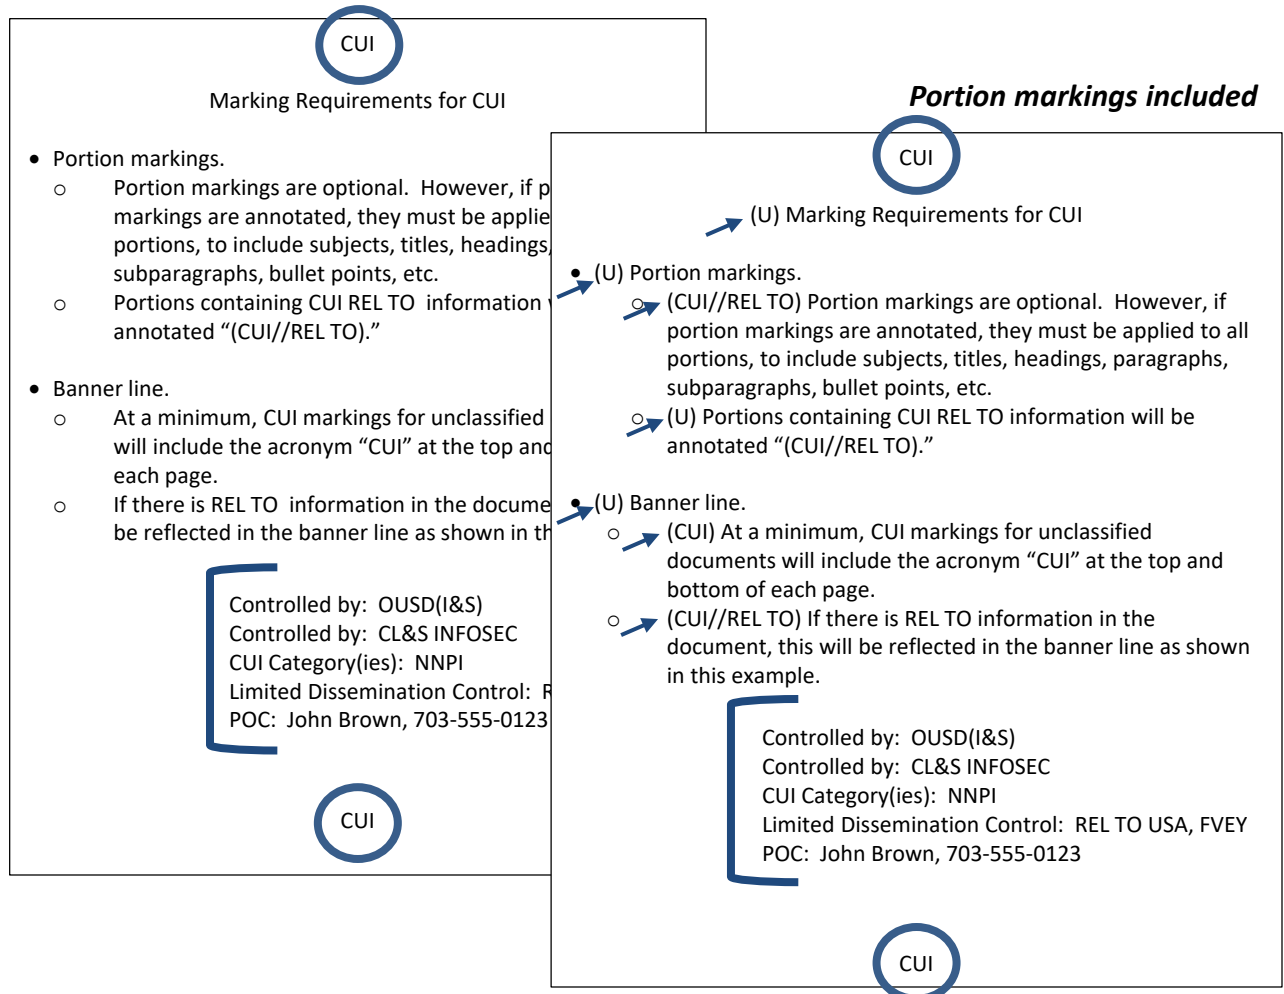 CUI
Marking Requirements for CUI
• Portion markings.
o Portion markings are optional. However, if p
markings are annotated, they must be applie
portions, to include subjects, titles, headings,
subparagraphs, bullet points, etc.
o Portions containing CUI REL TO information
annotated “(CUI//REL TO).”
• Banner line.
o At a minimum, CUI markings for unclassified
will include the acronym “CUI” at the top and
each page.
o If there is REL TO information in the docume
be reflected in the banner line as shown in th
Controlled by: OUSD(I&S)
Controlled by: CL&S INFOSEC
CUI Category(ies): NNPI
Limited Dissemination Control: R
POC: John Brown, 703-555-0123
CUI
Portion markings included
CUI
(U) Marking Requirements for CUI
• (U) Portion markings.
o (CUI//REL TO) Portion markings are optional. However, if
portion markings are annotated, they must be applied to all
portions, to include subjects, titles, headings, paragraphs,
subparagraphs, bullet points, etc.
o (U) Portions containing CUI REL TO information will be
annotated “(CUI//REL TO).”
• (U) Banner line.
o (CUI) At a minimum, CUI markings for unclassified
documents will include the acronym “CUI” at the top and
bottom of each page.
o (CUI//REL TO) If there is REL TO information in the
document, this will be reflected in the banner line as shown
in this example.
Controlled by: OUSD(I&S)
Controlled by: CL&S INFOSEC
CUI Category(ies): NNPI
Limited Dissemination Control: REL TO USA, FVEY
POC: John Brown, 703-555-0123
CUI